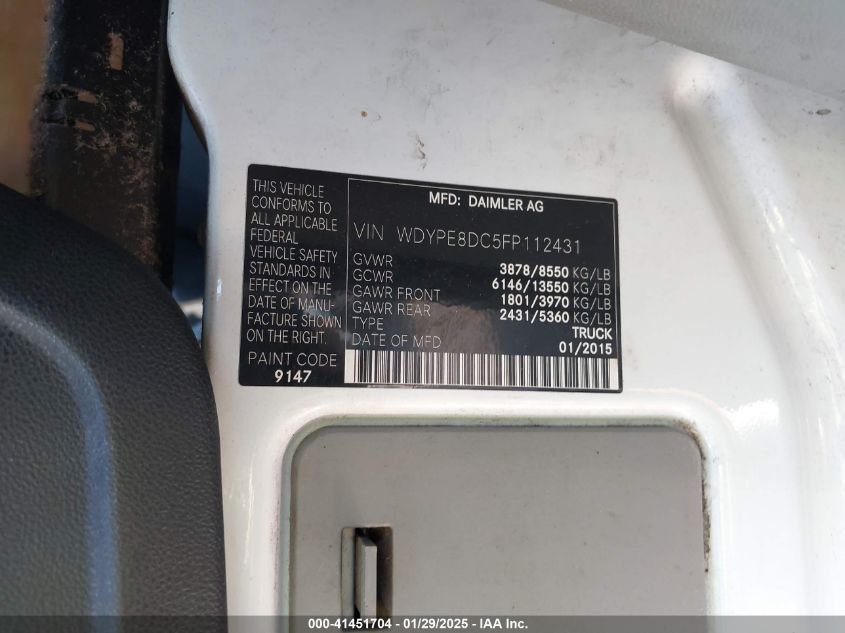 THIS VEHICLE
CONFORMS TO
ALL APPLICABLE
FEDERAL
VEHICLE SAFETY
STANDARDS IN
EFFECT ON THE
DATE OF MANU-
FACTURE SHOWN
ON THE RIGHT.
PAINT CODE
9147
MFD: DAIMLER AG
VIN WDYPE8DC5FP112431
GVWR 3878/8550 KG/LB
GCWR 6146/13550 KG/LB
GAWR FRONT 1801/3970 KG/LB
GAWR REAR 2431/5360 KG/LB
TYPE TRUCK
DATE OF MFD 01/2015
000-41451704 - 01/29/2025 - IAA Inc.